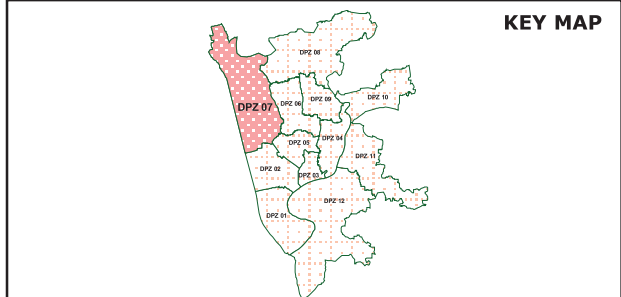 KEY MAP
DPZ 08
DPZ 07
DPZ 06
DPZ 09
DPZ 10
DPZ 05
DPZ 04
DPZ 11
DPZ 02
DPZ 03
DPZ 12
DPZ 01